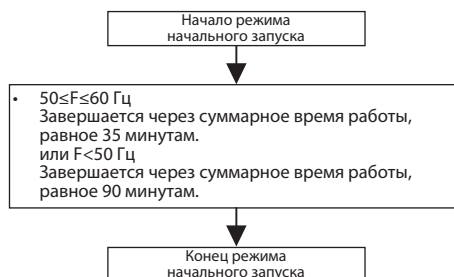 Начало режима
начального запуска
• 50≤F≤60 Гц
Завершается через суммарное время работы,
равное 35 минутам.
или F<50 Гц
Завершается через суммарное время работы,
равное 90 минутам.
Конец режима
начального запуска